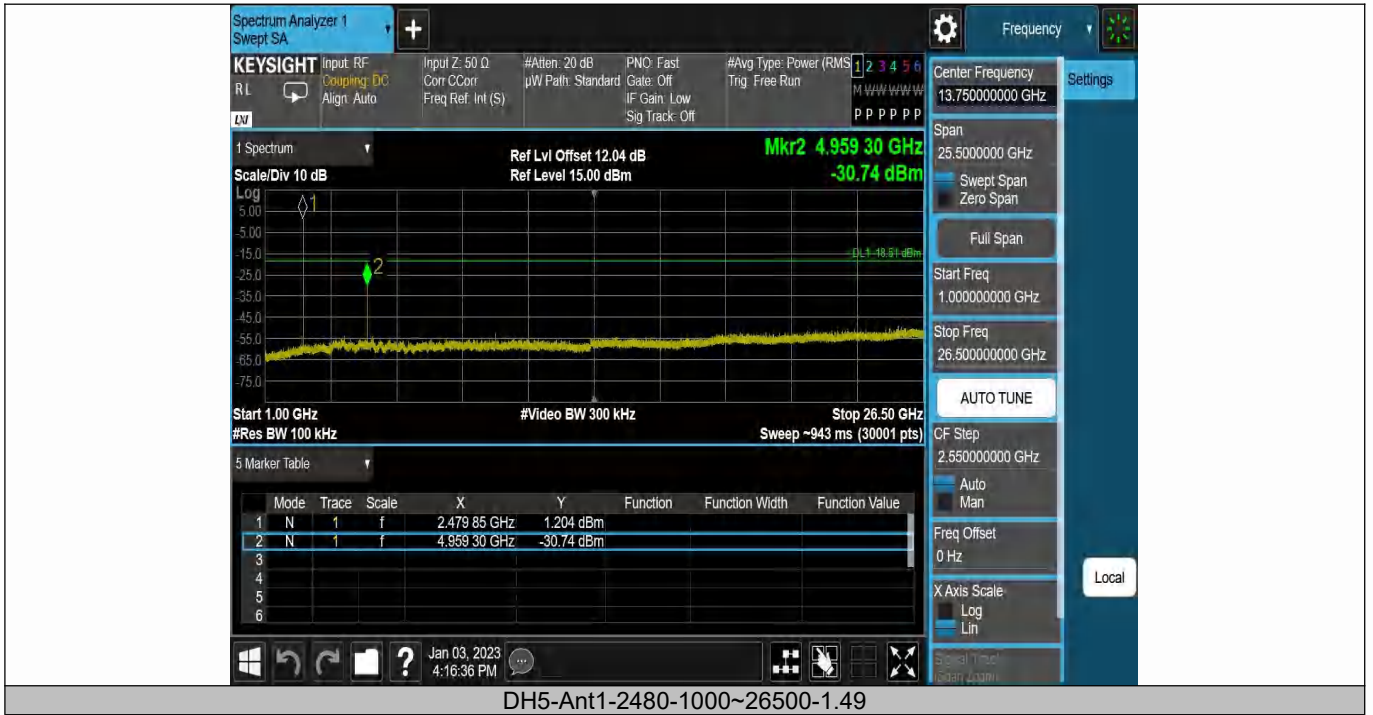 Spectrum Analyzer 1
Swept SA
+
Frequency
KEYSIGHT
RL
LXI
Input: RF
Coupling: DC
Align: Auto
Input Z: 50 Ω
Corr CCorr
Freq Ref: Int (S)
#Atten: 20 dB
µW Path: Standard
PNO: Fast
Gate: Off
IF Gain: Low
Sig Track: Off
#Avg Type: Power (RMS
Trig: Free Run
1 2 3 4 5 6
M W W W W W
P P P P P P
1 Spectrum
Scale/Div 10 dB
Ref Lvl Offset 12.04 dB
Ref Level 15.00 dBm
Mkr2 4.959 30 GHz
-30.74 dBm
Log
5.00
-5.00
-15.0
-25.0
-35.0
-45.0
-55.0
-65.0
-75.0
1
2
DL1 -18.51 dBm
Start 1.00 GHz
#Video BW 300 kHz
Stop 26.50 GHz
#Res BW 100 kHz
Sweep ~943 ms (30001 pts)
5 Marker Table
Mode Trace Scale X Y Function Function Width Function Value
1 N 1 f 2.479 85 GHz 1.204 dBm
2 N 1 f 4.959 30 GHz -30.74 dBm
3
4
5
6
Jan 03, 2023
4:16:36 PM
Center Frequency
13.750000000 GHz
Settings
Span
25.5000000 GHz
Swept Span
Zero Span
Full Span
Start Freq
1.000000000 GHz
Stop Freq
26.500000000 GHz
AUTO TUNE
CF Step
2.550000000 GHz
Auto
Man
Freq Offset
0 Hz
X Axis Scale
Log
Lin
Signal Track
(Span Zoom)
Local
DH5-Ant1-2480-1000~26500-1.49